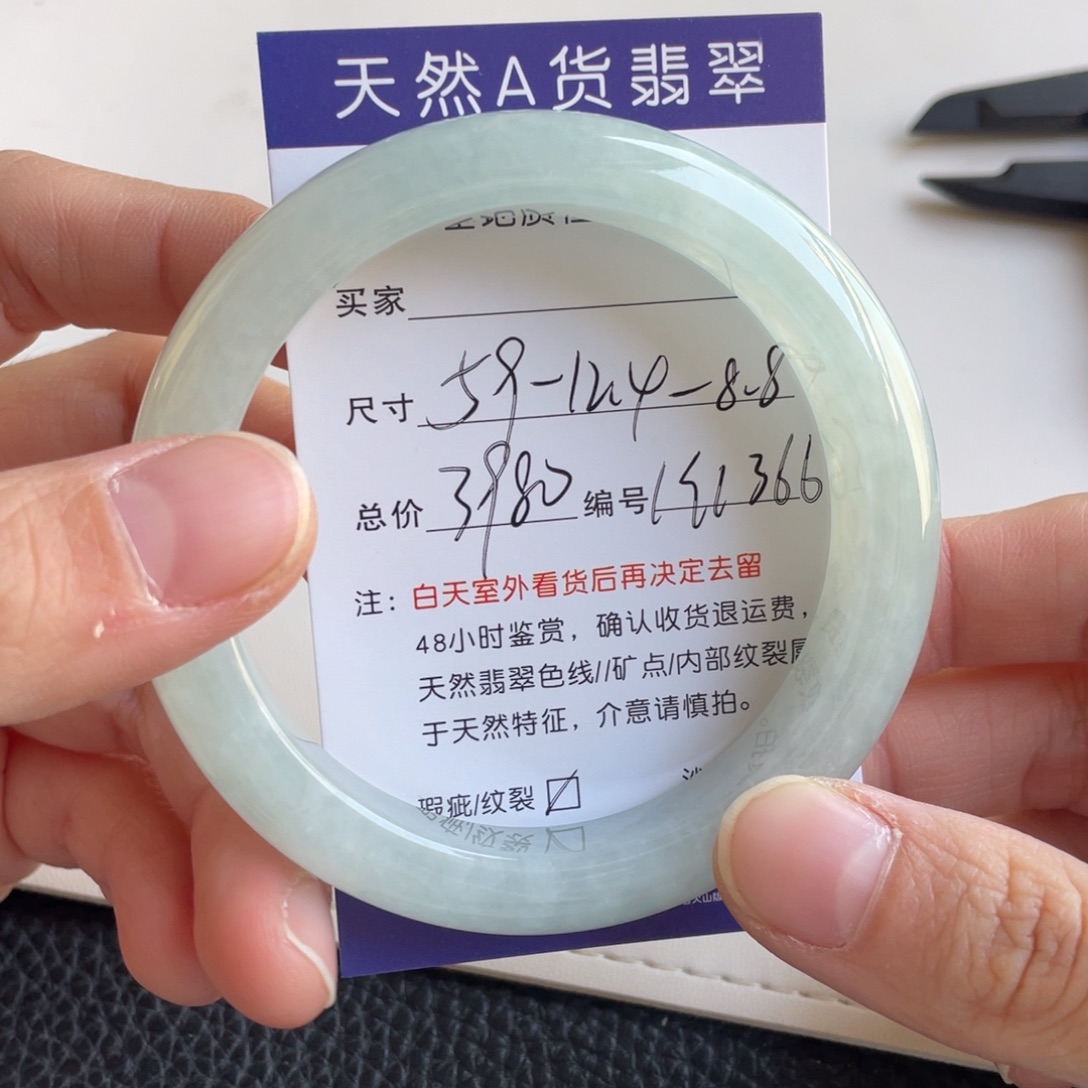 天然A货翡翠
买家
尺寸 59-12.4-8.8
总价 3980 编号 191366
注：白天室外看货后再决定去留
48小时鉴赏，确认收货退运费，
天然翡翠色线//矿点/内部纹裂属
于天然特征，介意请慎拍。
瑕疵/纹裂